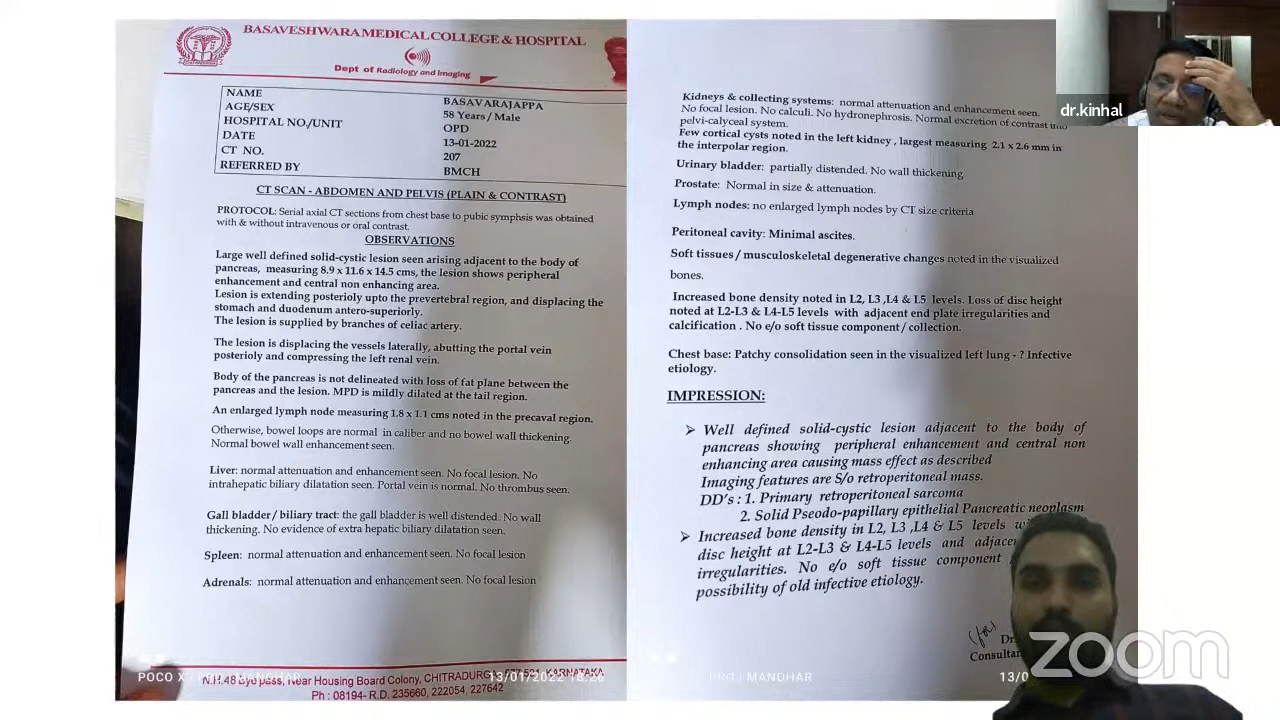 BASAVESHWARA MEDICAL COLLEGE & HOSPITAL
Dept of Radiology and Imaging
NAME BASAVARAJAPPA
AGE/SEX 58 Years / Male
HOSPITAL NO./UNIT OPD
DATE 13-01-2022
CT NO. 207
REFERRED BY BMCH
CT SCAN - ABDOMEN AND PELVIS (PLAIN & CONTRAST)
PROTOCOL: Serial axial CT sections from chest base to pubic symphsis was obtained
with & without intravenous or oral contrast.
OBSERVATIONS
Large well defined solid-cystic lesion seen arising adjacent to the body of
pancreas, measuring 8.9 x 11.6 x 14.5 cms, the lesion shows peripheral
enhancement and central non enhancing area.
Lesion is extending posterioly upto the prevertebral region, and displacing the
stomach and duodenum antero-superiorly.
The lesion is supplied by branches of celiac artery.
The lesion is displacing the vessels laterally, abutting the portal vein
posterioly and compressing the left renal vein.
Body of the pancreas is not delineated with loss of fat plane between the
pancreas and the lesion. MPD is mildly dilated at the tail region.
An enlarged lymph node measuring 1.8 x 1.1 cms noted in the precaval region.
Otherwise, bowel loops are normal in caliber and no bowel wall thickening.
Normal bowel wall enhancement seen.
Liver: normal attenuation and enhancement seen. No focal lesion. No
intrahepatic biliary dilatation seen. Portal vein is normal. No thrombus seen.
Gall bladder / biliary tract: the gall bladder is well distended. No wall
thickening. No evidence of extra hepatic biliary dilatation seen.
Spleen: normal attenuation and enhancement seen. No focal lesion
Adrenals: normal attenuation and enhancement seen. No focal lesion
N.H.48 Bye pass, Near Housing Board Colony, CHITRADURGA- KARNATAKA
Ph : 08194- R.D. 235660, 222054, 227642
13/01/2022
Kidneys & collecting systems: normal attenuation and enhancement seen.
No focal lesion. No calculi. No hydronephrosis. Normal excretion of contrast into
pelvi-calyceal system.
Few cortical cysts noted in the left kidney , largest measuring 2.1 x 2.6 mm in
the interpolar region.
Urinary bladder: partially distended. No wall thickening
Prostate: Normal in size & attenuation.
Lymph nodes: no enlarged lymph nodes by CT size criteria
Peritoneal cavity: Minimal ascites.
Soft tissues / musculoskeletal degenerative changes noted in the visualized
bones.
Increased bone density noted in L2, L3 ,L4 & L5 levels. Loss of disc height
noted at L2-L3 & L4-L5 levels with adjacent end plate irregularities and
calcification . No e/o soft tissue component / collection.
Chest base: Patchy consolidation seen in the visualized left lung - ? Infective
etiology.
IMPRESSION:
➢ Well defined solid-cystic lesion adjacent to the body of
pancreas showing peripheral enhancement and central non
enhancing area causing mass effect as described
Imaging features are S/o retroperitoneal mass.
DD's : 1. Primary retroperitoneal sarcoma
2. Solid Pseodo-papillary epithelial Pancreatic neoplasm
➢ Increased bone density in L2, L3 ,L4 & L5 levels
disc height at L2-L3 & L4-L5 levels and
irregularities. No e/o soft tissue component
possibility of old infective etiology.
(for)
Dr.
13/0
dr.kinhal
zoom